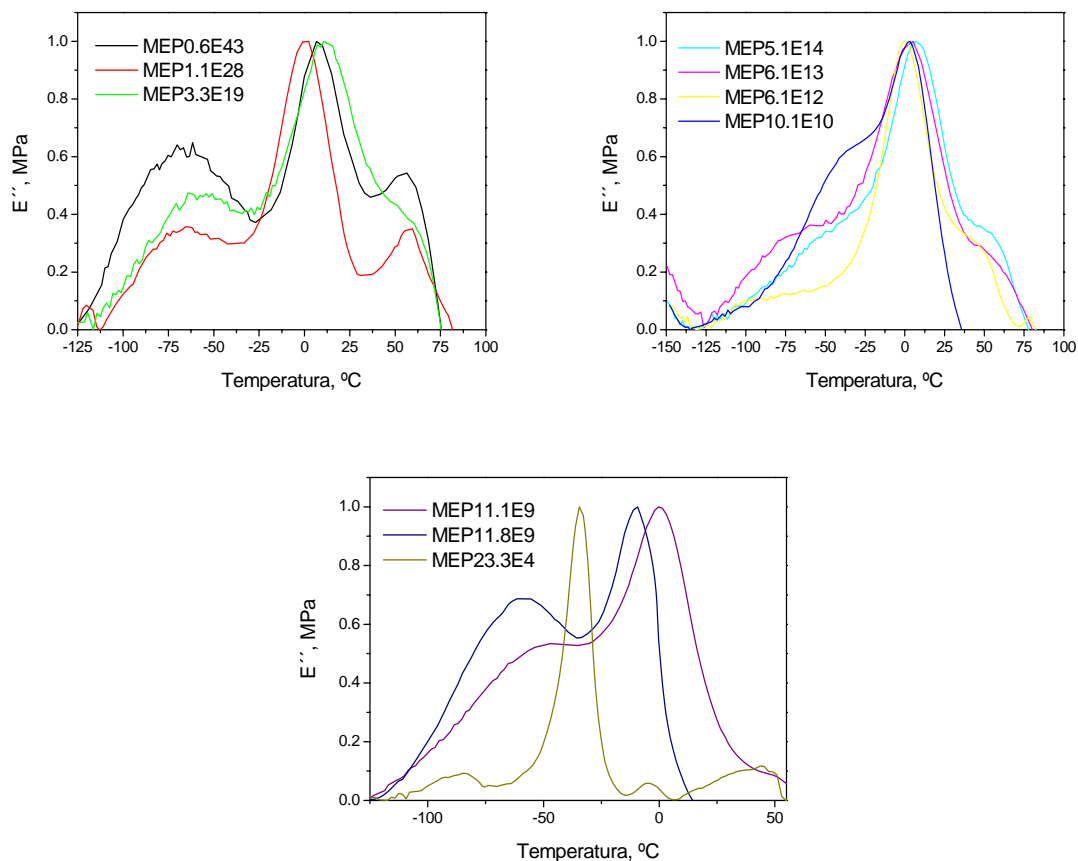 MEP0.6E43
MEP1.1E28
MEP3.3E19
E´´, MPa
1.0
0.8
0.6
0.4
0.2
0.0
-125 -100 -75 -50 -25 0 25 50 75 100
Temperatura, ºC
MEP5.1E14
MEP6.1E13
MEP6.1E12
MEP10.1E10
E´´, MPa
1.0
0.8
0.6
0.4
0.2
0.0
-150 -125 -100 -75 -50 -25 0 25 50 75 100
Temperatura, ºC
MEP11.1E9
MEP11.8E9
MEP23.3E4
E´´, MPa
1.0
0.8
0.6
0.4
0.2
0.0
-100 -50 0 50
Temperatura, ºC